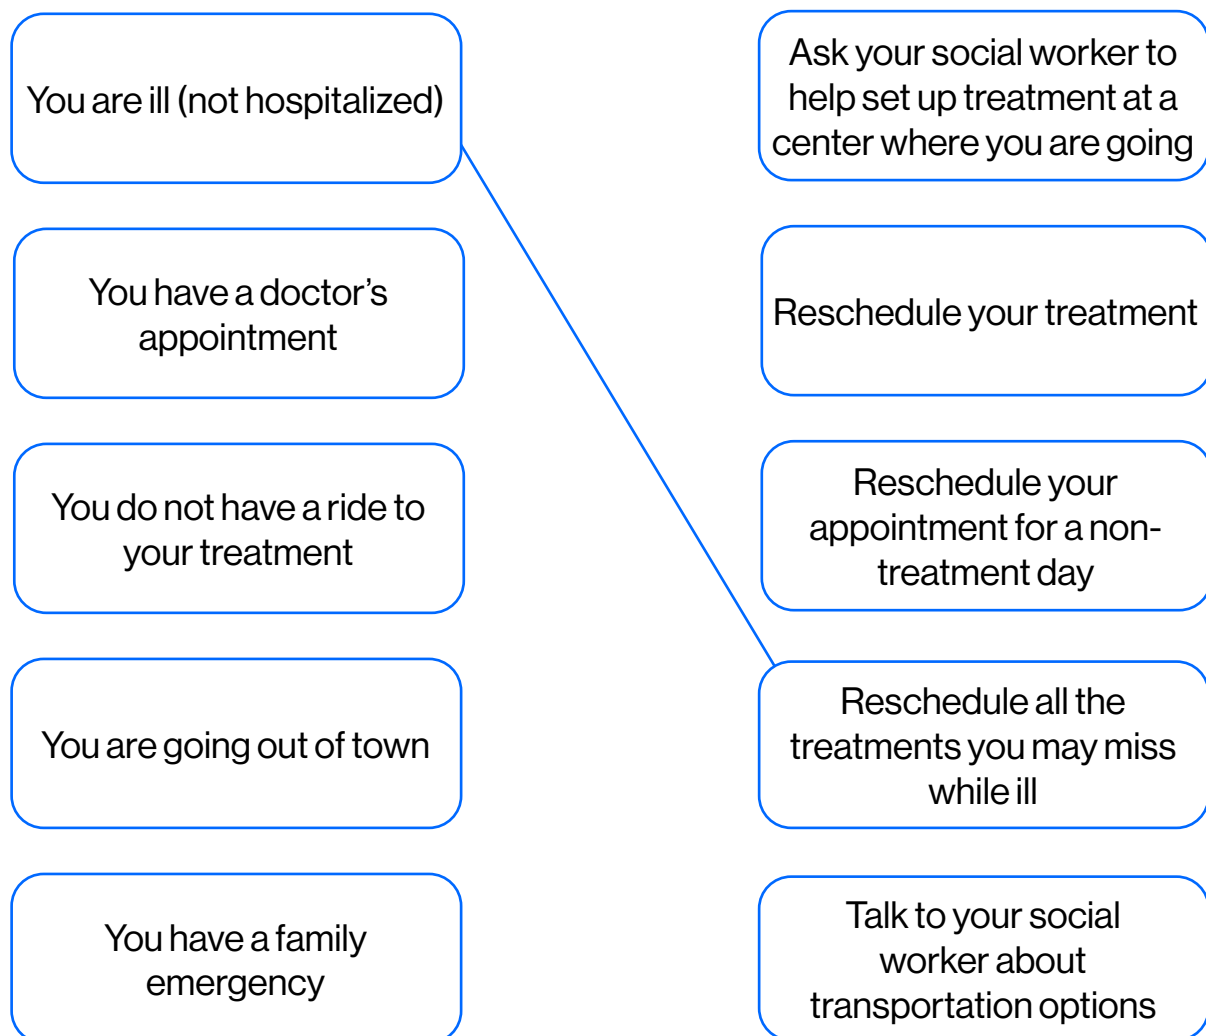 You are ill (not hospitalized)
You have a doctor’s
appointment
You do not have a ride to
your treatment
You are going out of town
You have a family
emergency
Ask your social worker to
help set up treatment at a
center where you are going
Reschedule your treatment
Reschedule your
appointment for a non-
treatment day
Reschedule all the
treatments you may miss
while ill
Talk to your social
worker about
transportation options